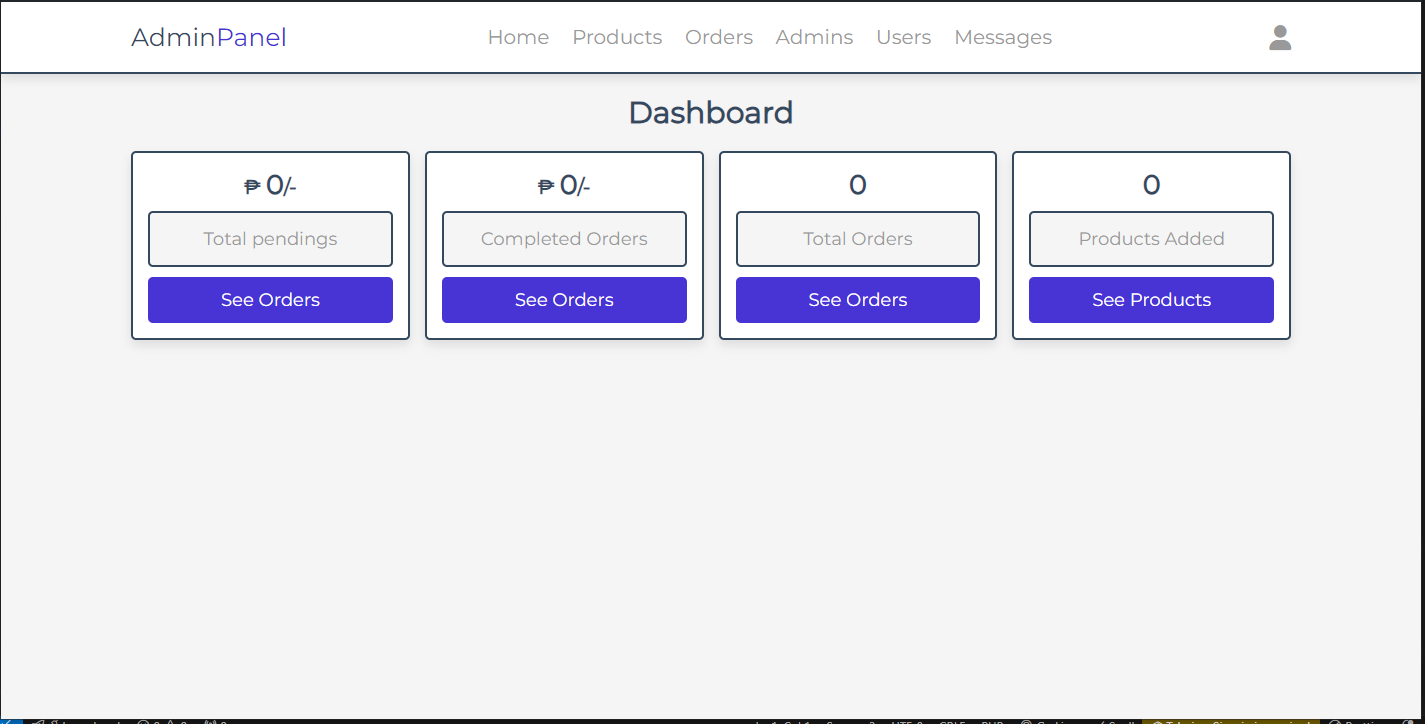 AdminPanel
Home Products Orders Admins Users Messages
Dashboard
₱ 0/-
Total pendings
See Orders
₱ 0/-
Completed Orders
See Orders
0
Total Orders
See Orders
0
Products Added
See Products